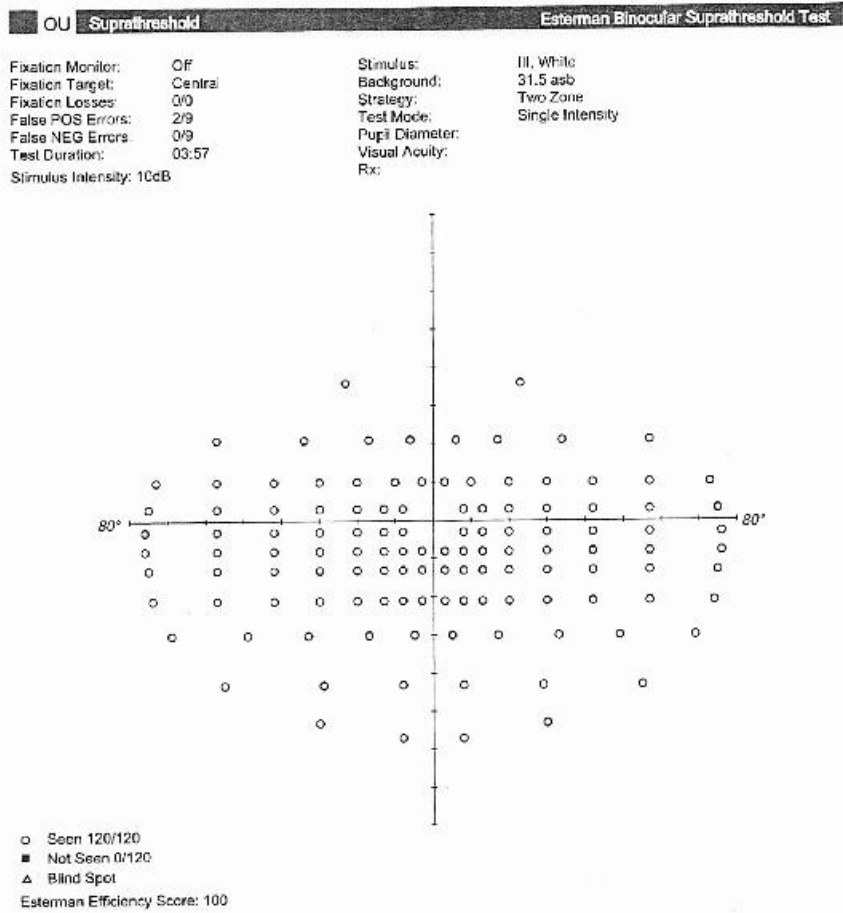 OU Suprathreshold Esterman Binocular Suprathreshold Test
Fixation Monitor: Off
Fixation Target: Central
Fixation Losses: 0/0
False POS Errors: 2/9
False NEG Errors 0/9
Test Duration: 03:57
Stimulus Intensity: 10dB
Stimulus: III, White
Background: 31.5 asb
Strategy: Two Zone
Test Mode: Single Intensity
Pupil Diameter:
Visual Acuity:
Rx:
80° 80°
Seen 120/120
Not Seen 0/120
Blind Spot
Esterman Efficiency Score: 100